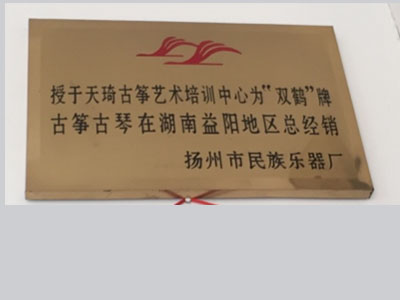 授于天琦古筝艺术培训中心为"双鹤"牌
古筝古琴在湖南益阳地区总经销
扬州市民族乐器厂